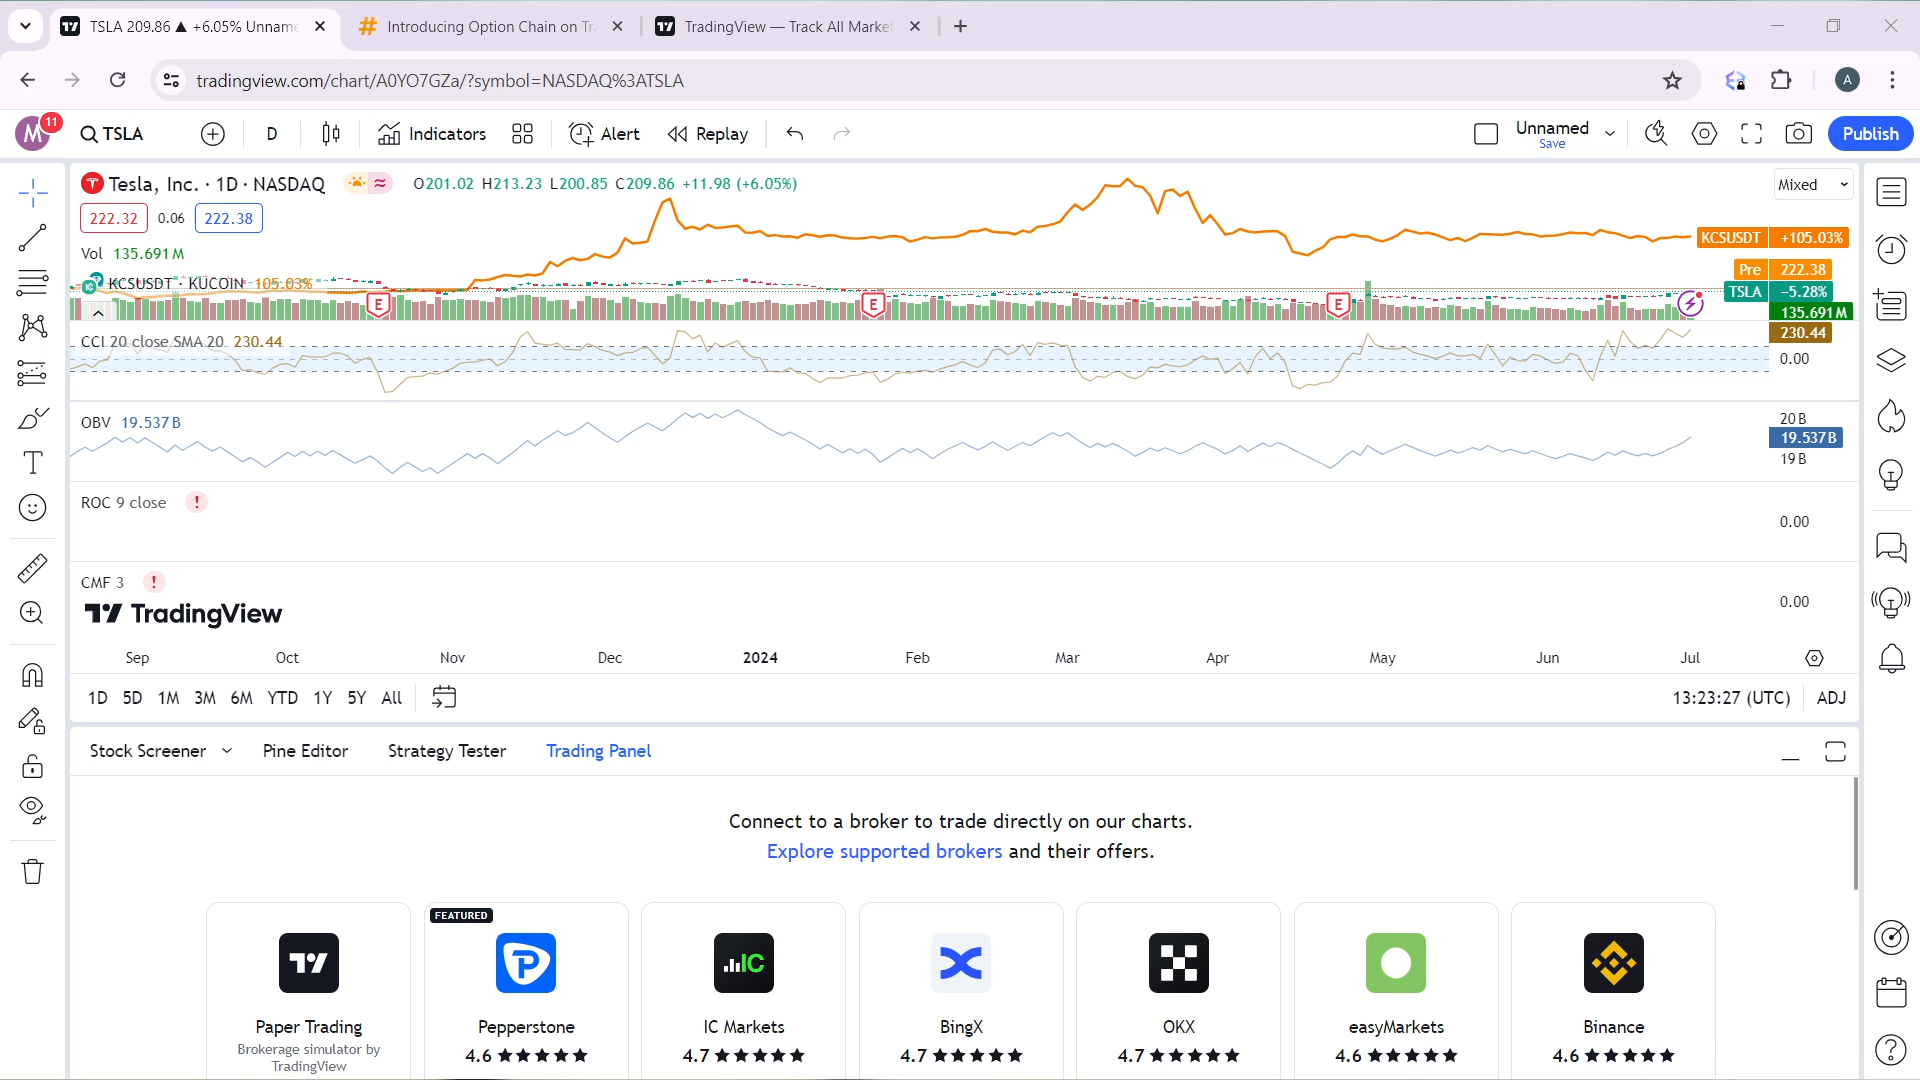 TSLA 209.86 ▲ +6.05% Unname
Introducing Option Chain on Tr
TradingView — Track All Market
tradingview.com/chart/A0YO7GZa/?symbol=NASDAQ%3ATSLA
A
M
11
TSLA
D
Indicators
Alert
Replay
Unnamed
Save
Publish
Tesla, Inc. · 1D · NASDAQ
O201.02 H213.23 L200.85 C209.86 +11.98 (+6.05%)
Mixed
222.32
0.06
222.38
KCSUSDT +105.03%
Vol 135.691 M
Pre 222.38
KCSUSDT · KUCOIN 105.03%
TSLA −5.28%
E
E
E
135.691 M
230.44
CCI 20 close SMA 20 230.44
0.00
OBV 19.537 B
20 B
19.537 B
19 B
ROC 9 close !
0.00
CMF 3 !
0.00
TradingView
Sep Oct Nov Dec 2024 Feb Mar Apr May Jun Jul
1D 5D 1M 3M 6M YTD 1Y 5Y All
13:23:27 (UTC)
ADJ
Stock Screener
Pine Editor
Strategy Tester
Trading Panel
Connect to a broker to trade directly on our charts.
Explore supported brokers and their offers.
FEATURED
IC
Paper Trading
Brokerage simulator by
TradingView
Pepperstone
4.6 ★★★★★
IC Markets
4.7 ★★★★★
BingX
4.7 ★★★★★
OKX
4.7 ★★★★★
easyMarkets
4.6 ★★★★★
Binance
4.6 ★★★★★